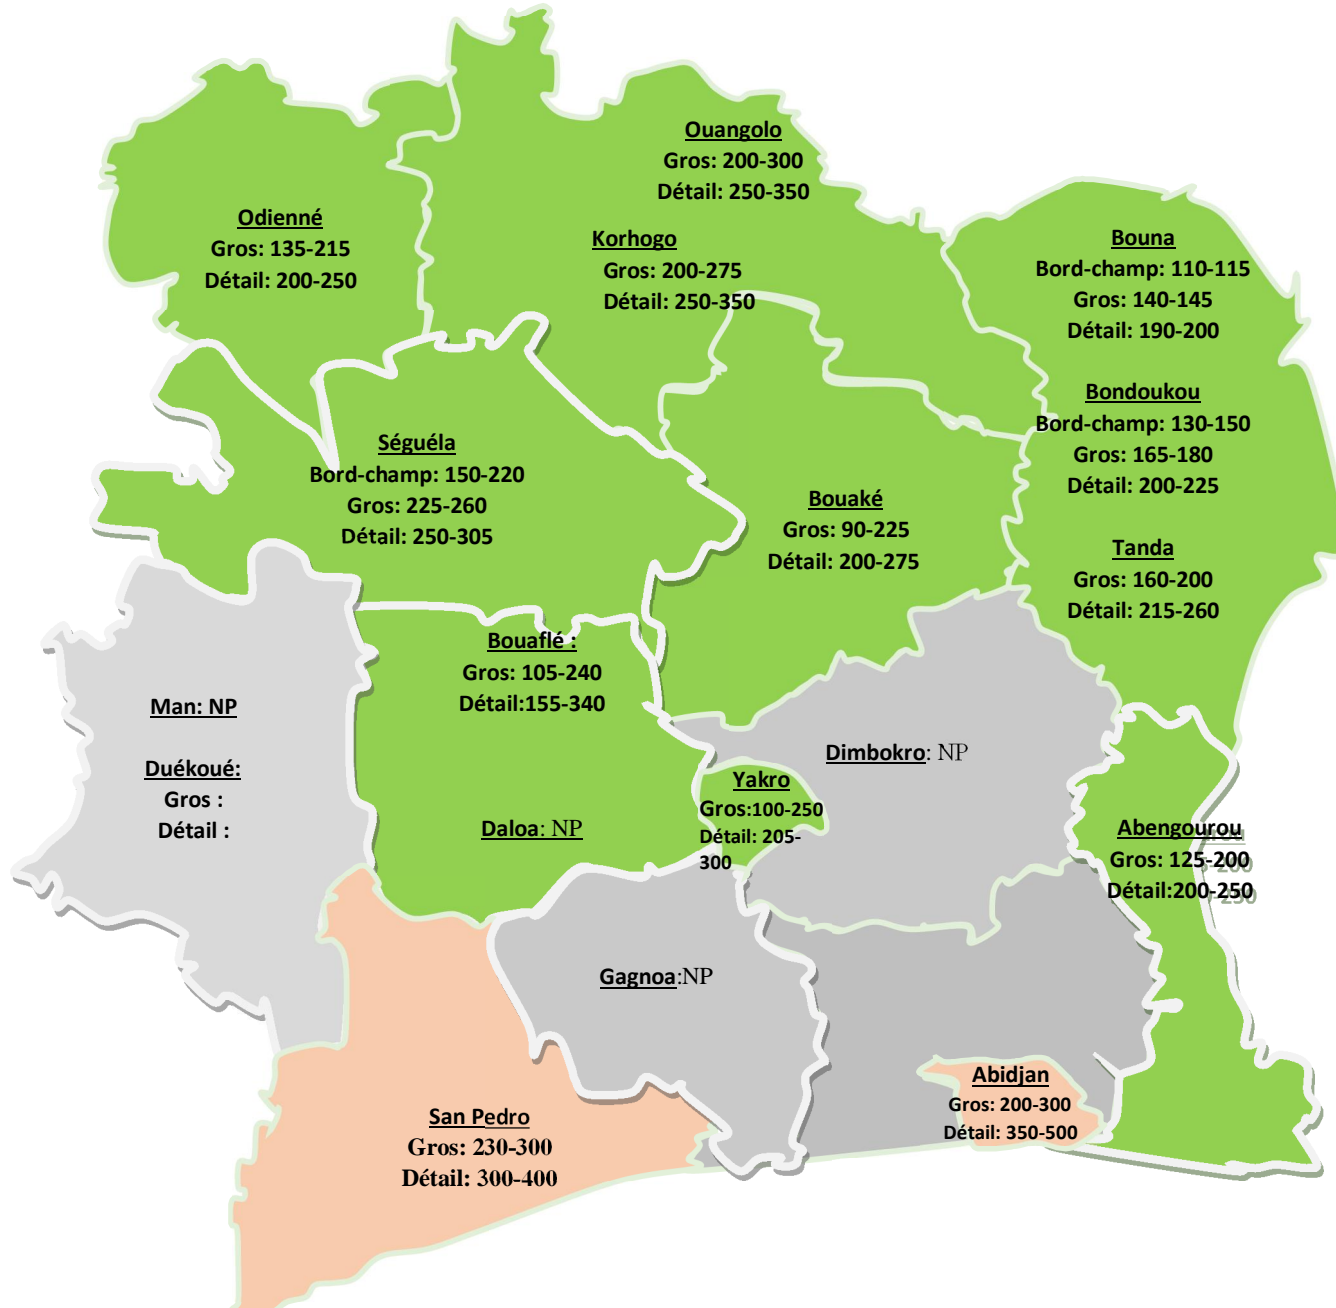 Ouangolo
Gros: 200-300
Détail: 250-350
Odienné
Gros: 135-215
Détail: 200-250
Korhogo
Gros: 200-275
Détail: 250-350
Bouna
Bord-champ: 110-115
Gros: 140-145
Détail: 190-200
Bondoukou
Bord-champ: 130-150
Gros: 165-180
Détail: 200-225
Séguéla
Bord-champ: 150-220
Gros: 225-260
Détail: 250-305
Bouaké
Gros: 90-225
Détail: 200-275
Tanda
Gros: 160-200
Détail: 215-260
Bouaflé :
Gros: 105-240
Détail:155-340
Man: NP
Duékoué:
Gros :
Détail :
Dimbokro: NP
Yakro
Gros:100-250
Détail: 205-
300
Daloa: NP
Abengourou
Gros: 125-200
Détail:200-250
Gagnoa:NP
Abidjan
Gros: 200-300
Détail: 350-500
San Pedro
Gros: 230-300
Détail: 300-400